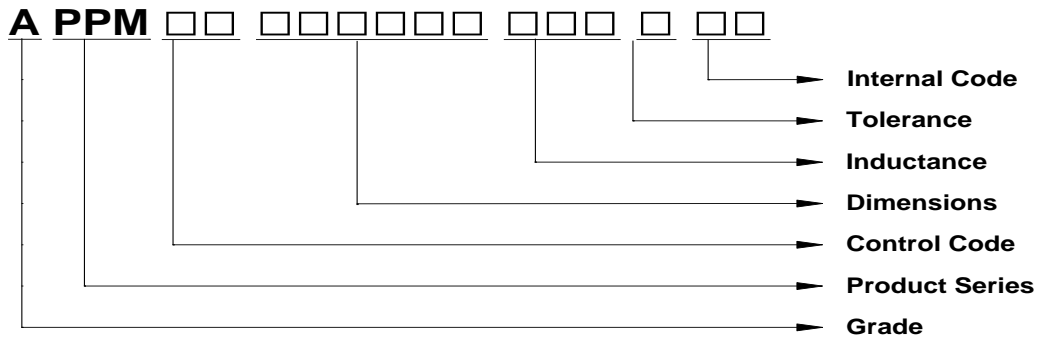 A PPM □□ □□□□□□ □□□ □ □□
Internal Code
Tolerance
Inductance
Dimensions
Control Code
Product Series
Grade